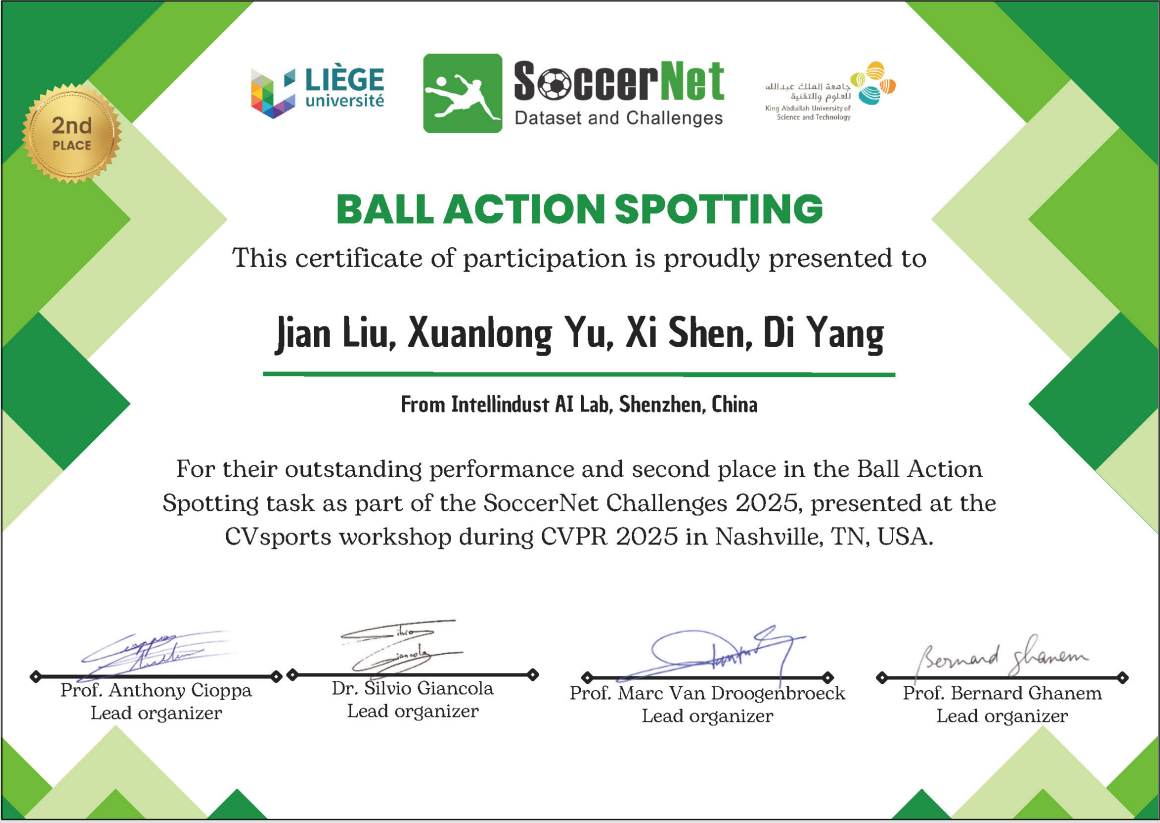 LIÈGE
université
SoccerNet
Dataset and Challenges
جامعة الملك عبدالله
للعلوم والتقنية
King Abdullah University of
Science and Technology
2nd
PLACE
BALL ACTION SPOTTING
This certificate of participation is proudly presented to
Jian Liu, Xuanlong Yu, Xi Shen, Di Yang
From Intellindust AI Lab, Shenzhen, China
For their outstanding performance and second place in the Ball Action
Spotting task as part of the SoccerNet Challenges 2025, presented at the
CVsports workshop during CVPR 2025 in Nashville, TN, USA.
Silvio
Giancola
Bernard Ghanem
Prof. Anthony Cioppa
Lead organizer
Dr. Silvio Giancola
Lead organizer
Prof. Marc Van Droogenbroeck
Lead organizer
Prof. Bernard Ghanem
Lead organizer